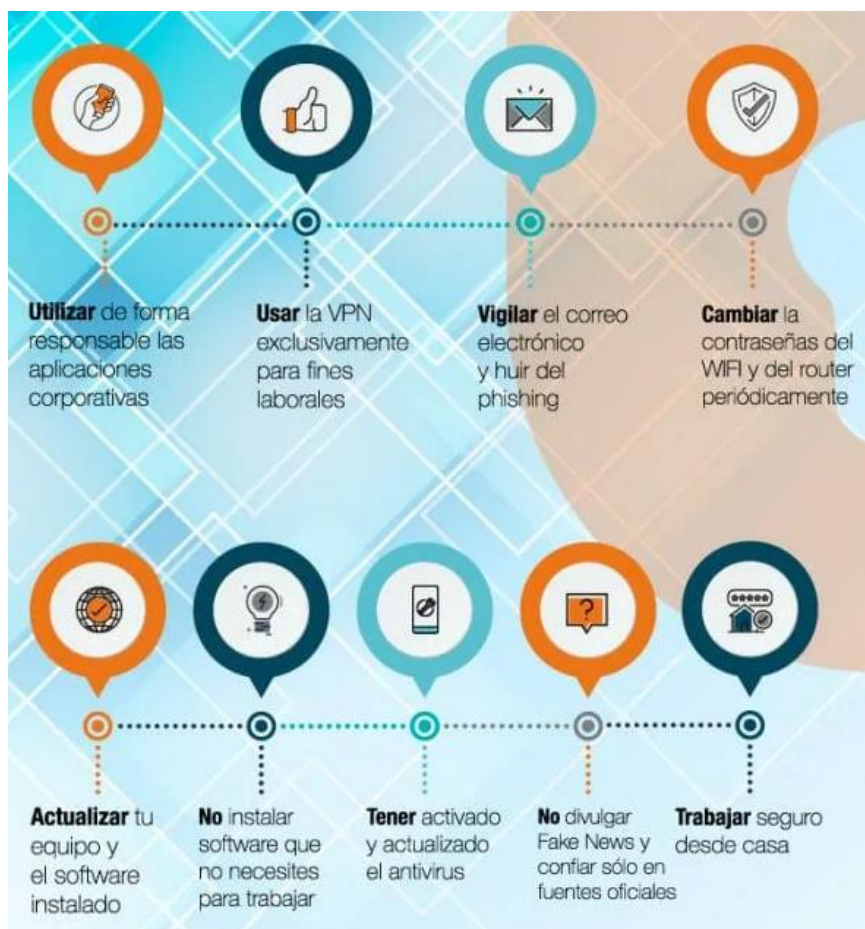 Utilizar de forma
responsable las
aplicaciones
corporativas
Usar la VPN
exclusivamente
para fines
laborales
Vigilar el correo
electrónico
y huir del
phishing
Cambiar la
contraseñas del
WIFI y del router
periódicamente
Actualizar tu
equipo y
el software
instalado
No instalar
software que
no necesites
para trabajar
Tener activado
y actualizado
el antivirus
?
No divulgar
Fake News y
confiar sólo en
fuentes oficiales
Trabajar seguro
desde casa